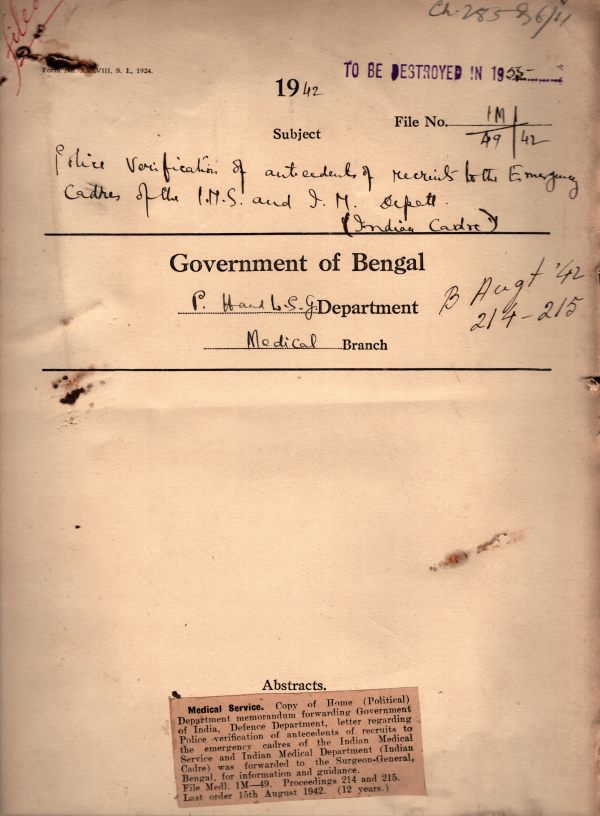 Ch. 285 86/11
filed
Form No. XXXVIII, S. I., 1924.
TO BE DESTROYED IN 1955
1942
File No. 1M/49 | 42
Subject
Police Verification of antecedents of recruits to the Emergency
Cadres of the I.M.S. and I. M. Deptt.
(Indian Cadre)
Government of Bengal
P. H and L. S. G. Department
B Augt '42
214-215
Medical Branch
Abstracts.
Medical Service. Copy of Home (Political)
Department memorandum forwarding Government
of India, Defence Department, letter regarding
Police verification of antecedents of recruits to
the emergency cadres of the Indian Medical
Service and Indian Medical Department (Indian
Cadre) was forwarded to the Surgeon-General,
Bengal, for information and guidance.
File Medl. 1M—49. Proceedings 214 and 215.
Last order 15th August 1942. (12 years.)